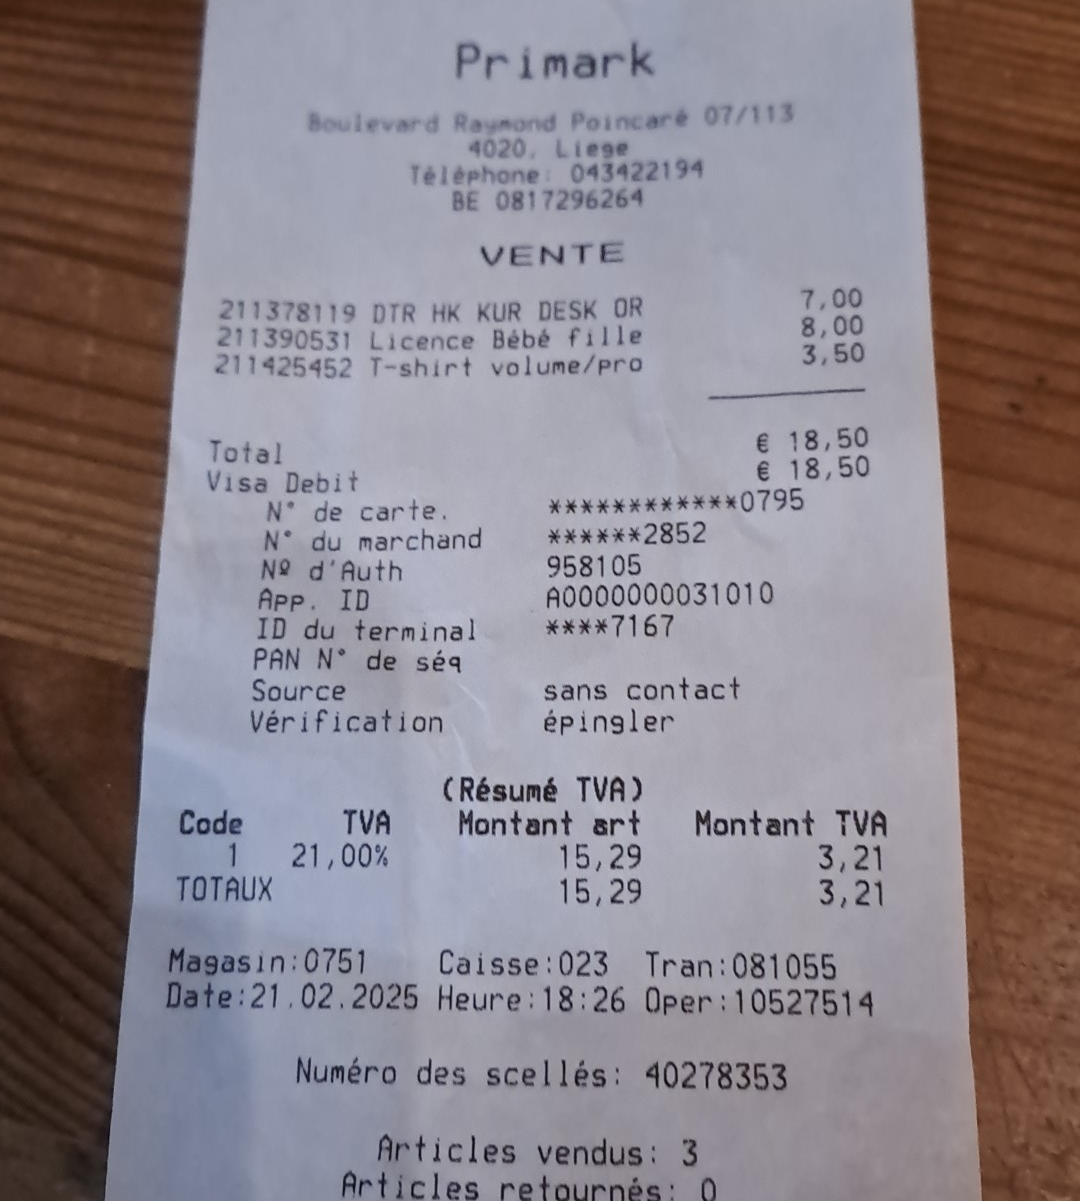 Primark
Boulevard Raymond Poincaré 07/113
4020, Liege
Téléphone: 043422194
BE 0817296264
VENTE
211378119 DTR HK KUR DESK OR 7,00
211390531 Licence Bébé fille 8,00
211425452 T-shirt volume/pro 3,50
Total € 18,50
Visa Debit € 18,50
N° de carte. ************0795
N° du marchand ******2852
Nº d'Auth 958105
App. ID A0000000031010
ID du terminal ****7167
PAN N° de séq
Source sans contact
Vérification épingler
(Résumé TVA)
Code TVA Montant art Montant TVA
1 21,00% 15,29 3,21
TOTAUX 15,29 3,21
Magasin:0751 Caisse:023 Tran:081055
Date:21.02.2025 Heure:18:26 Oper:10527514
Numéro des scellés: 40278353
Articles vendus: 3
Articles retournés: 0